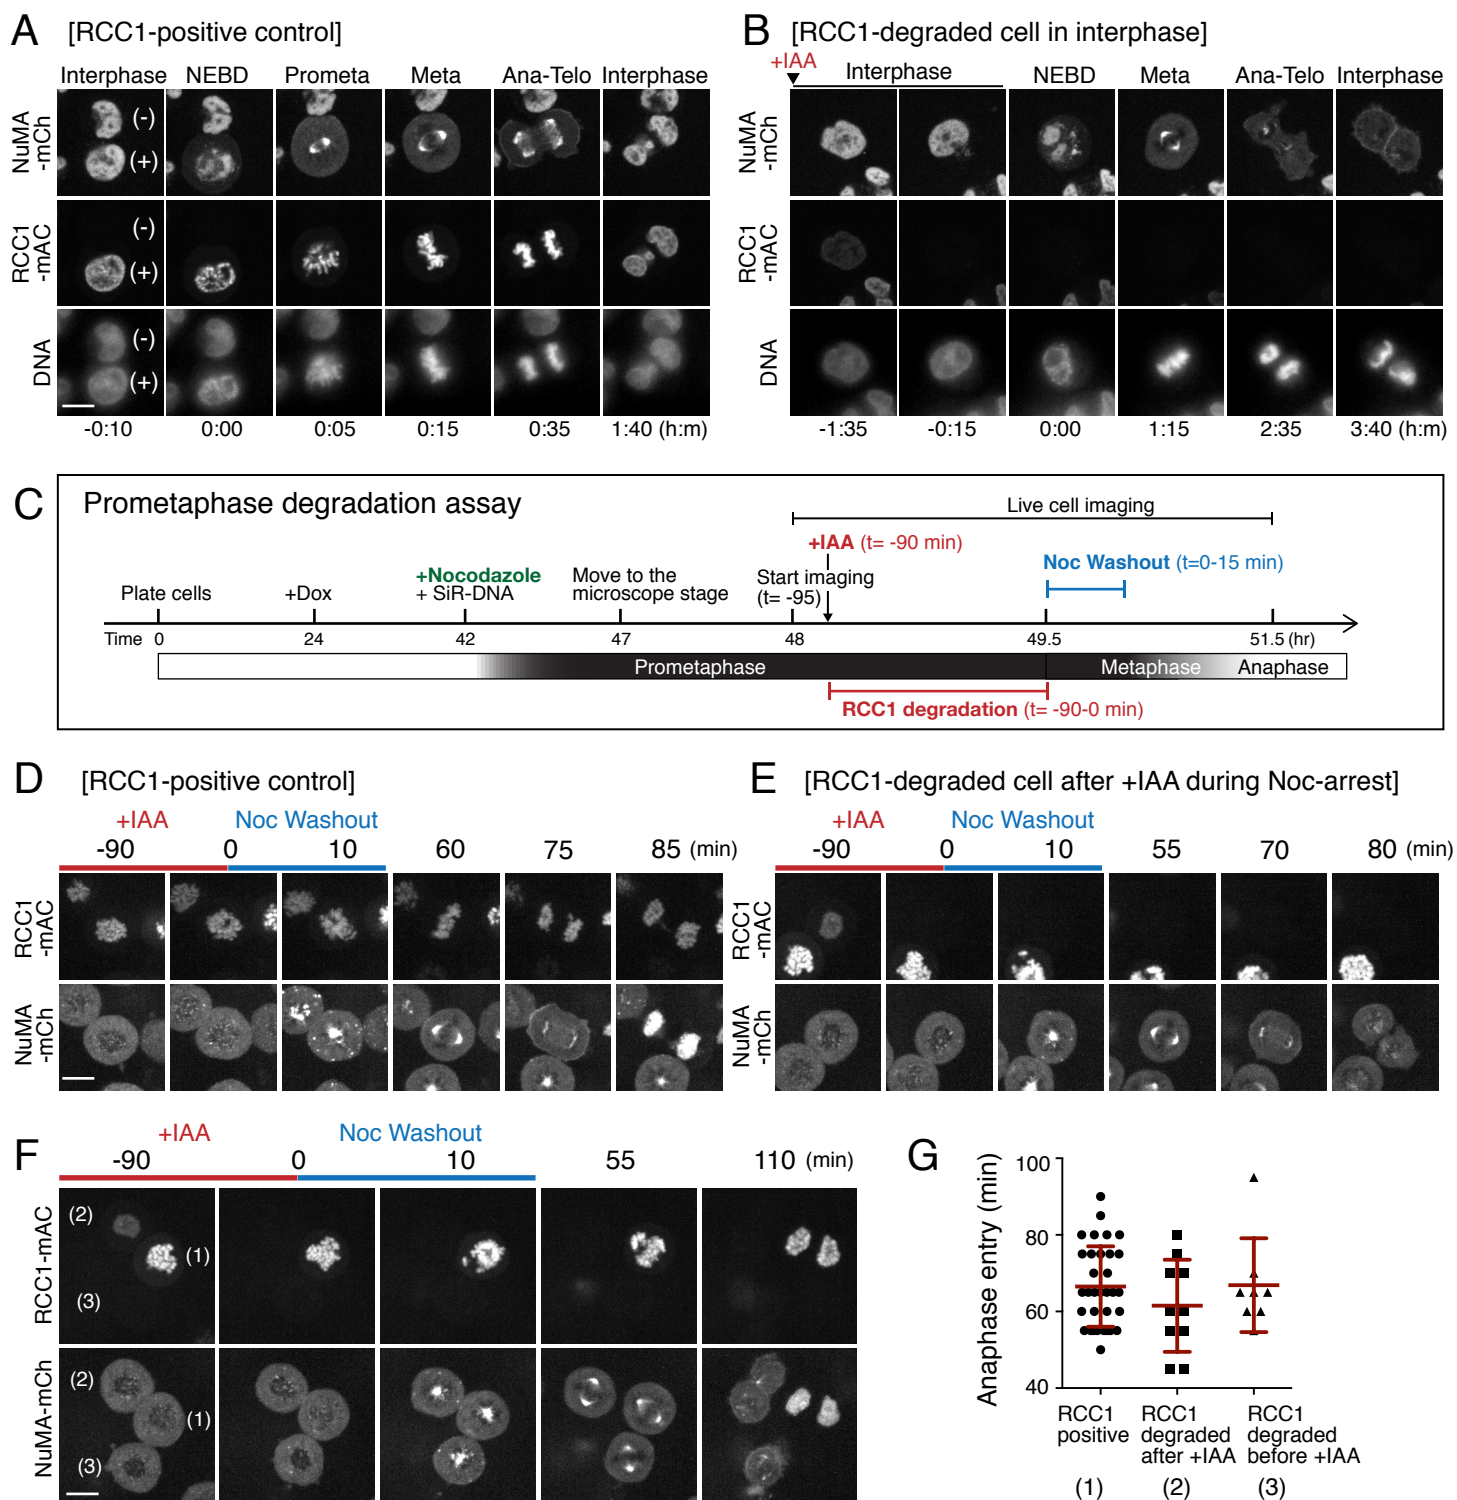 A [RCC1-positive control]
Interphase NEBD Prometa Meta Ana-Telo Interphase
NuMA
-mCh
(-)
(+)
RCC1
-mAC
(-)
(+)
DNA
(-)
(+)
-0:10 0:00 0:05 0:15 0:35 1:40 (h:m)
B [RCC1-degraded cell in interphase]
+IAA
Interphase NEBD Meta Ana-Telo Interphase
NuMA
-mCh
RCC1
-mAC
DNA
-1:35 -0:15 0:00 1:15 2:35 3:40 (h:m)
C Prometaphase degradation assay
Live cell imaging
+IAA (t= -90 min)
Noc Washout (t=0-15 min)
Plate cells
+Dox
+Nocodazole
+ SiR-DNA
Move to the
microscope stage
Start imaging
(t= -95)
Time 0 24 42 47 48 49.5 51.5 (hr)
Prometaphase Metaphase Anaphase
RCC1 degradation (t= -90-0 min)
D [RCC1-positive control]
+IAA Noc Washout
-90 0 10 60 75 85 (min)
RCC1
-mAC
NuMA
-mCh
E [RCC1-degraded cell after +IAA during Noc-arrest]
+IAA Noc Washout
-90 0 10 55 70 80 (min)
RCC1
-mAC
NuMA
-mCh
F
+IAA Noc Washout
-90 0 10 55 110 (min)
RCC1-mAC
(2)
(1)
(3)
NuMA-mCh
(2)
(1)
(3)
G
Anaphase entry (min)
100
80
60
40
RCC1
positive
(1)
RCC1
degraded
after +IAA
(2)
RCC1
degraded
before +IAA
(3)